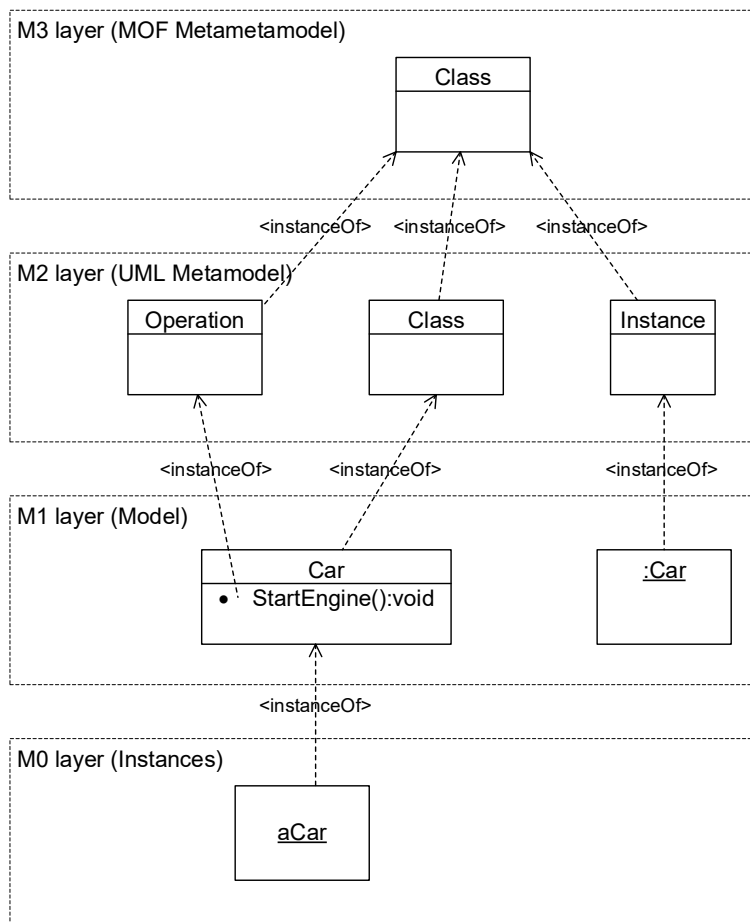 M3 layer (MOF Metametamodel)
Class
<instanceOf> <instanceOf> <instanceOf>
M2 layer (UML Metamodel)
Operation Class Instance
<instanceOf> <instanceOf> <instanceOf>
M1 layer (Model)
Car :Car
• StartEngine():void
<instanceOf>
M0 layer (Instances)
aCar